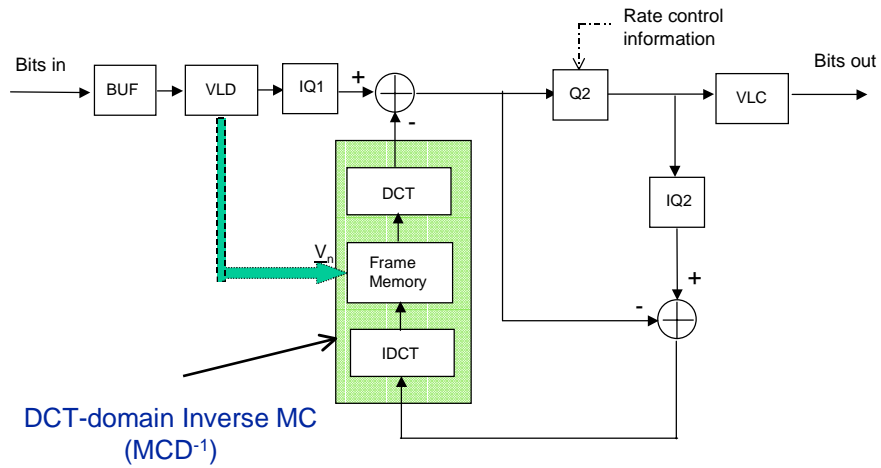 Rate control
information
Bits in
Bits out
BUF
VLD
IQ1
+
-
Q2
VLC
DCT
IQ2
V̲n
Frame
Memory
+
-
IDCT
DCT-domain Inverse MC
(MCD⁻¹)